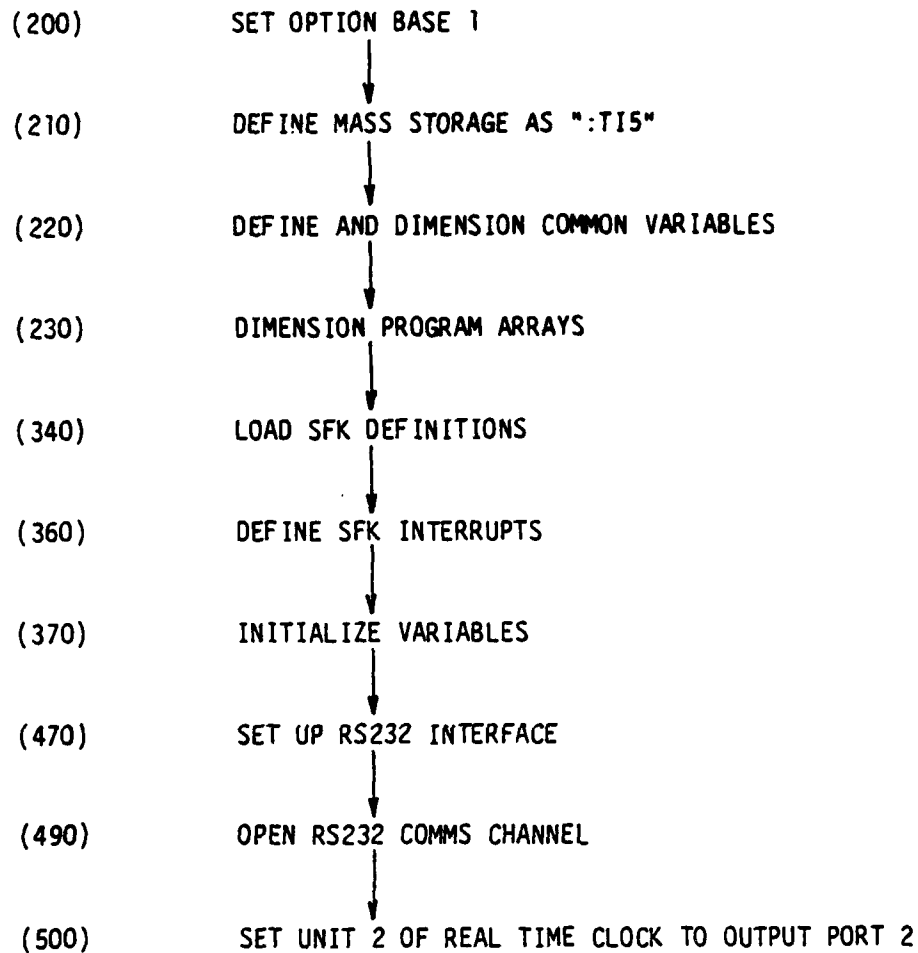 (200) SET OPTION BASE 1
(210) DEFINE MASS STORAGE AS ":TI5"
(220) DEFINE AND DIMENSION COMMON VARIABLES
(230) DIMENSION PROGRAM ARRAYS
(340) LOAD SFK DEFINITIONS
(360) DEFINE SFK INTERRUPTS
(370) INITIALIZE VARIABLES
(470) SET UP RS232 INTERFACE
(490) OPEN RS232 COMMS CHANNEL
(500) SET UNIT 2 OF REAL TIME CLOCK TO OUTPUT PORT 2